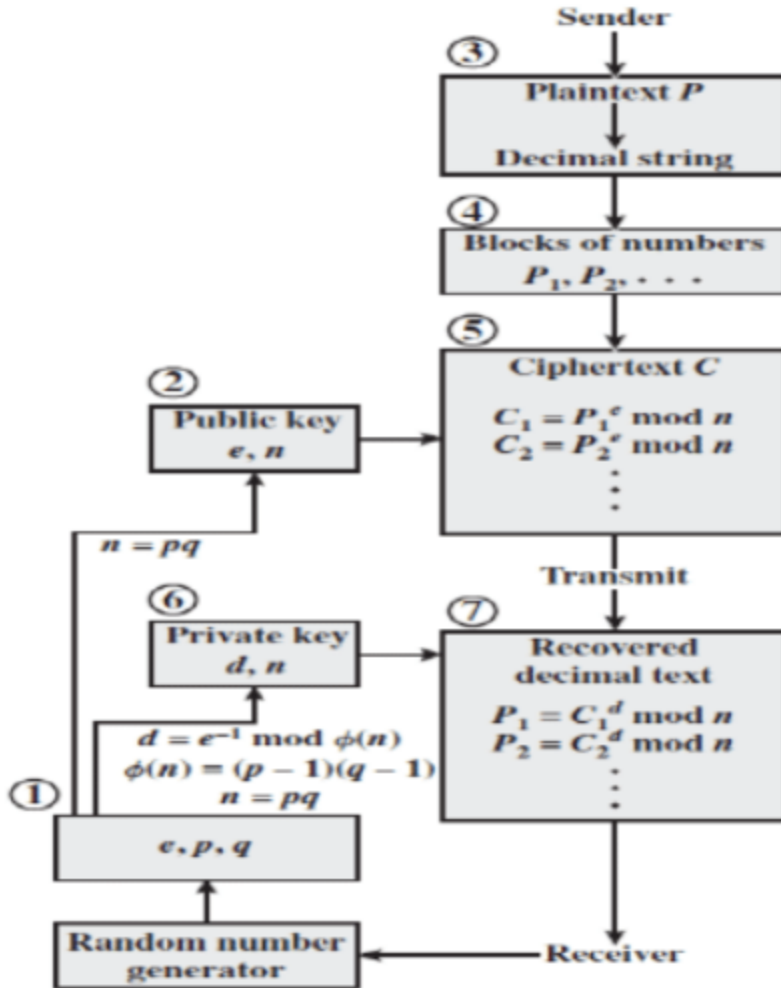 Sender
③
Plaintext P
Decimal string
④
Blocks of numbers
P₁, P₂, . . .
⑤
Ciphertext C
C₁ = P₁ᵉ mod n
C₂ = P₂ᵉ mod n
②
Public key
e, n
n = pq
Transmit
⑥
Private key
d, n
⑦
Recovered
decimal text
P₁ = C₁ᵈ mod n
P₂ = C₂ᵈ mod n
d = e⁻¹ mod ϕ(n)
ϕ(n) = (p – 1)(q – 1)
n = pq
①
e, p, q
Random number
generator
Receiver